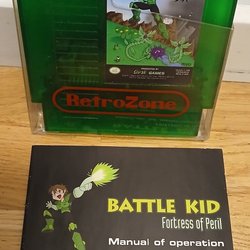 RetroZone
BATTLE KID
Fortress of Peril
Manual of operation